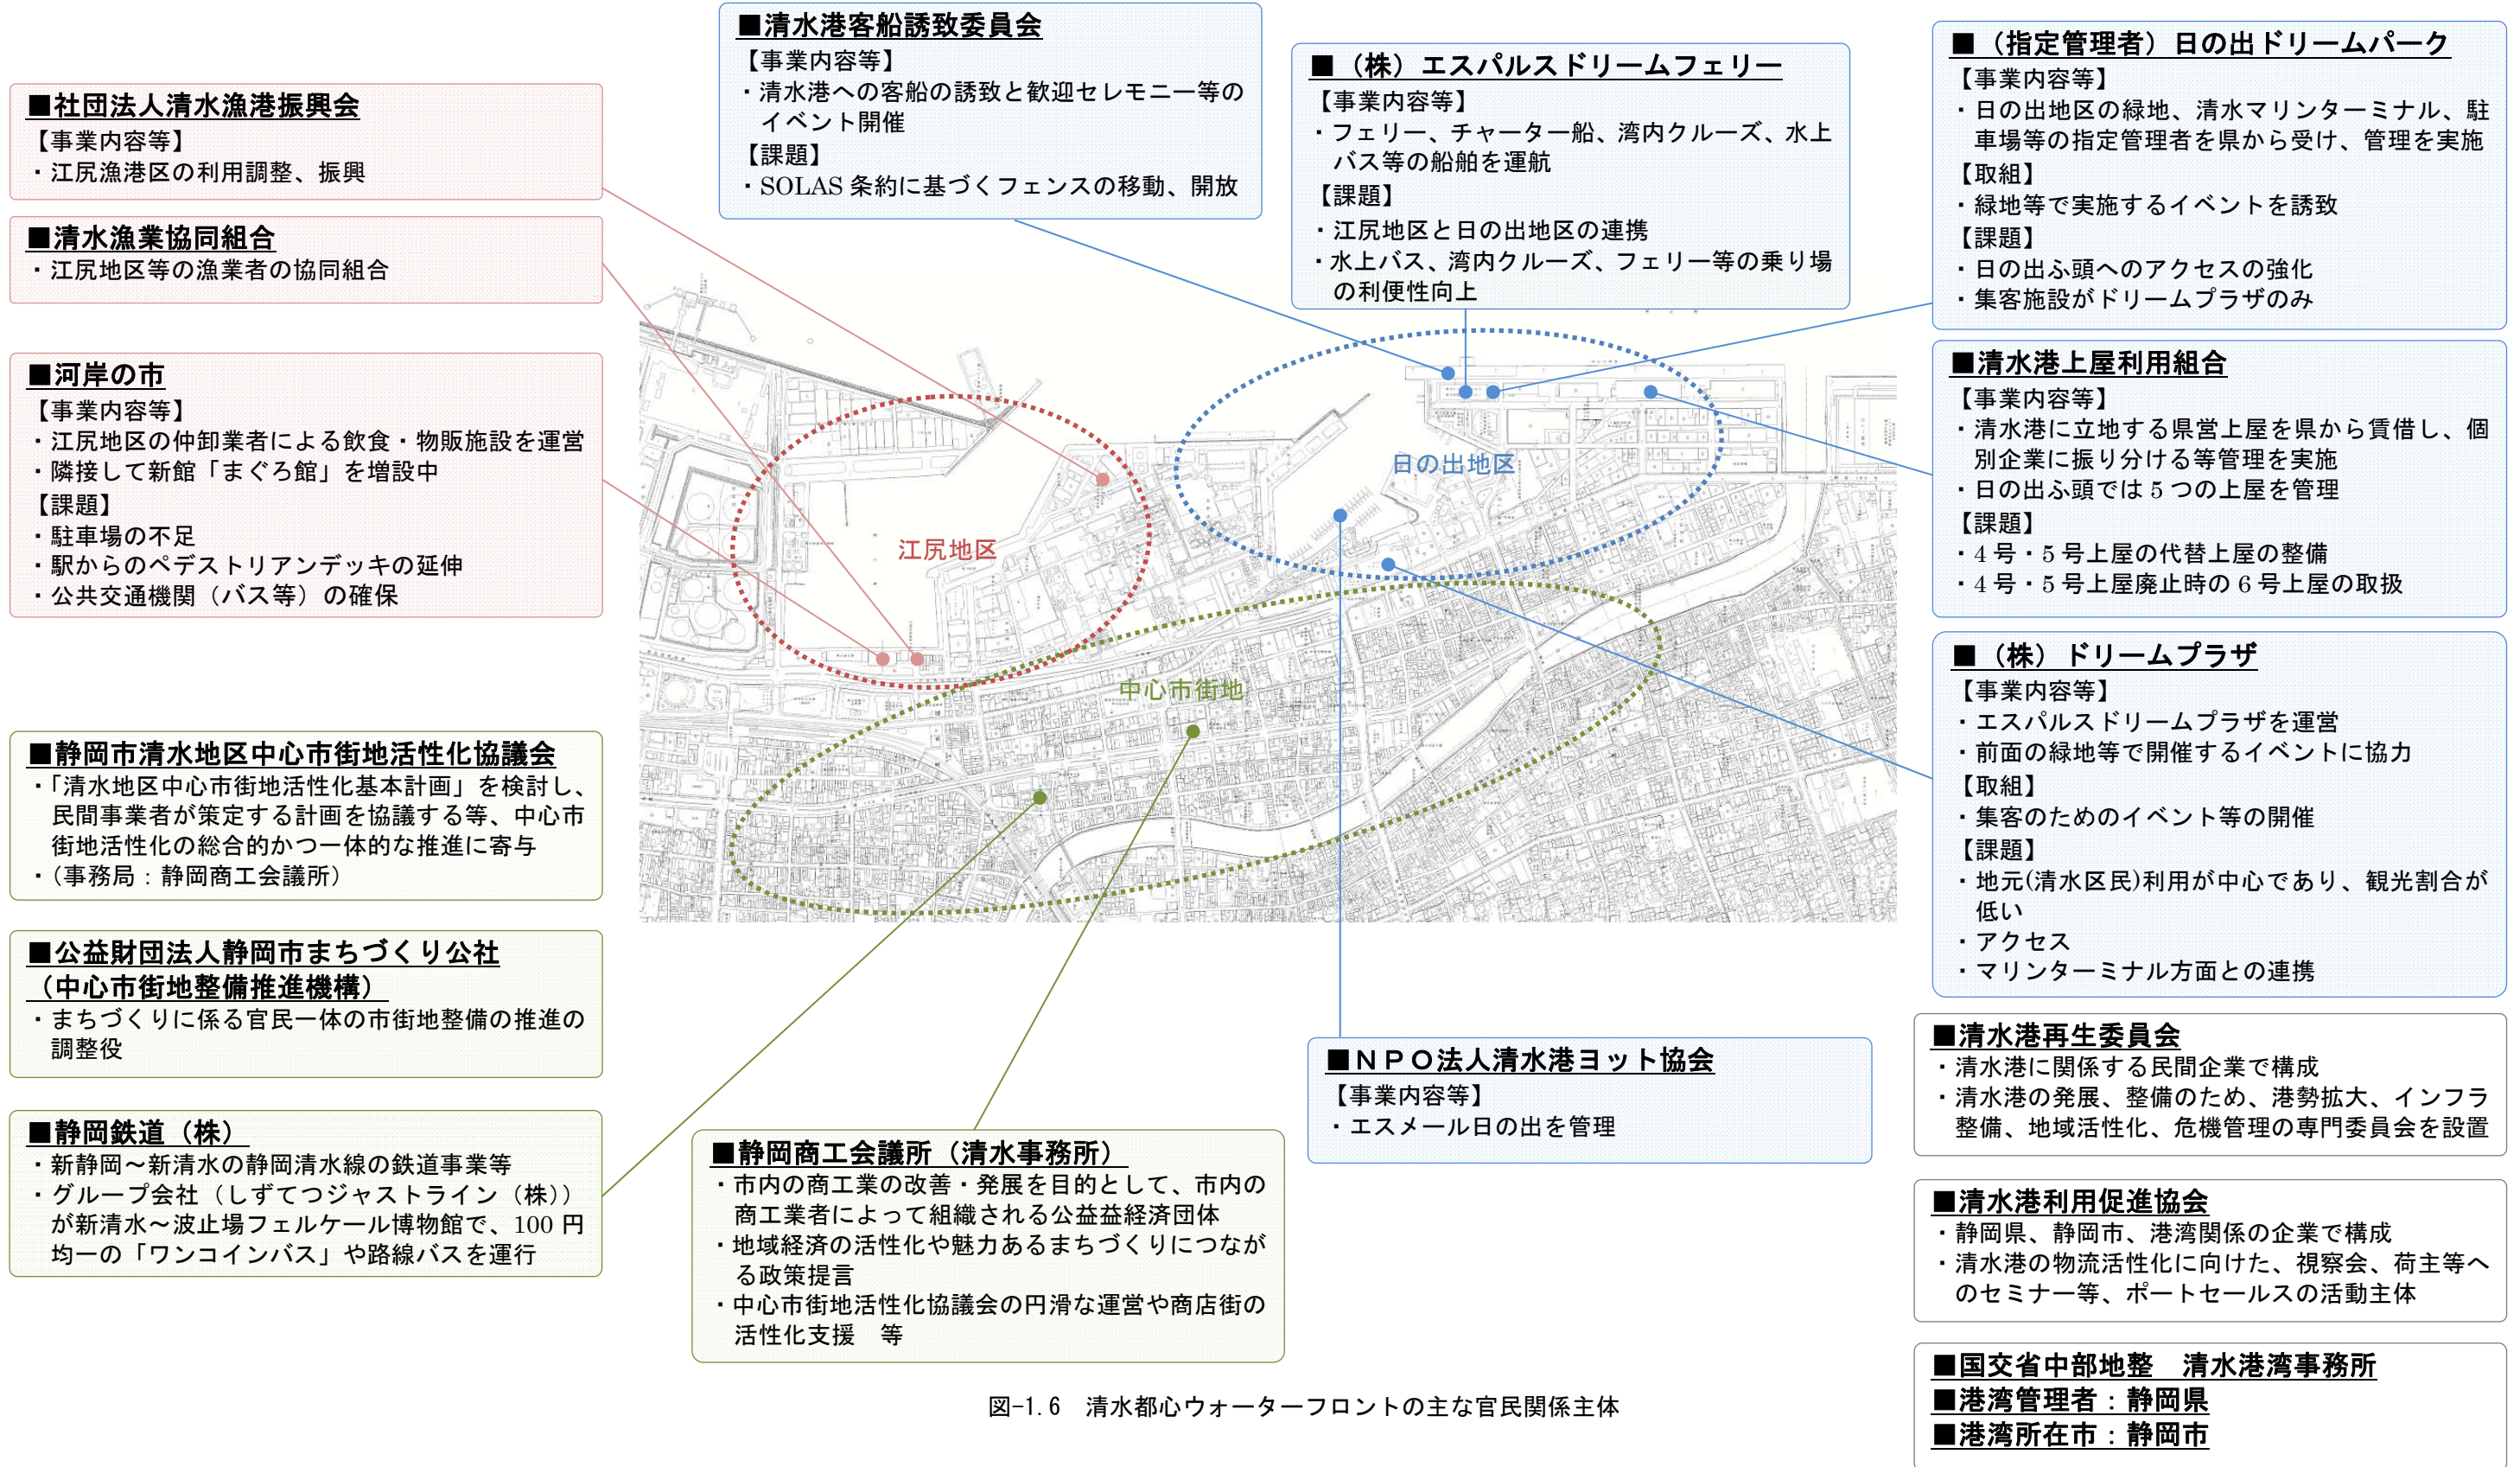 ■社団法人清水漁港振興会
【事業内容等】
・江尻漁港区の利用調整、振興
■清水漁業協同組合
・江尻地区等の漁業者の協同組合
■河岸の市
【事業内容等】
・江尻地区の仲卸業者による飲食・物販施設を運営
・隣接して新館「まぐろ館」を増設中
【課題】
・駐車場の不足
・駅からのペデストリアンデッキの延伸
・公共交通機関（バス等）の確保
■静岡市清水地区中心市街地活性化協議会
・「清水地区中心市街地活性化基本計画」を検討し、
民間事業者が策定する計画を協議する等、中心市
街地活性化の総合的かつ一体的な推進に寄与
・（事務局：静岡商工会議所）
■公益財団法人静岡市まちづくり公社
（中心市街地整備推進機構）
・まちづくりに係る官民一体の市街地整備の推進の
調整役
■静岡鉄道（株）
・新静岡～新清水の静岡清水線の鉄道事業等
・グループ会社（しずてつジャストライン（株））
が新清水～波止場フェルケール博物館で、100 円
均一の「ワンコインバス」や路線バスを運行
■清水港客船誘致委員会
【事業内容等】
・清水港への客船の誘致と歓迎セレモニー等の
イベント開催
【課題】
・SOLAS 条約に基づくフェンスの移動、開放
■（株）エスパルスドリームフェリー
【事業内容等】
・フェリー、チャーター船、湾内クルーズ、水上
バス等の船舶を運航
【課題】
・江尻地区と日の出地区の連携
・水上バス、湾内クルーズ、フェリー等の乗り場
の利便性向上
江尻地区
日の出地区
中心市街地
■静岡商工会議所（清水事務所）
・市内の商工業の改善・発展を目的として、市内の
商工業者によって組織される公益益経済団体
・地域経済の活性化や魅力あるまちづくりにつなが
る政策提言
・中心市街地活性化協議会の円滑な運営や商店街の
活性化支援　等
■ＮＰＯ法人清水港ヨット協会
【事業内容等】
・エスメール日の出を管理
■（指定管理者）日の出ドリームパーク
【事業内容等】
・日の出地区の緑地、清水マリンターミナル、駐
車場等の指定管理者を県から受け、管理を実施
【取組】
・緑地等で実施するイベントを誘致
【課題】
・日の出ふ頭へのアクセスの強化
・集客施設がドリームプラザのみ
■清水港上屋利用組合
【事業内容等】
・清水港に立地する県営上屋を県から賃借し、個
別企業に振り分ける等管理を実施
・日の出ふ頭では 5 つの上屋を管理
【課題】
・4 号・5 号上屋の代替上屋の整備
・4 号・5 号上屋廃止時の 6 号上屋の取扱
■（株）ドリームプラザ
【事業内容等】
・エスパルスドリームプラザを運営
・前面の緑地等で開催するイベントに協力
【取組】
・集客のためのイベント等の開催
【課題】
・地元(清水区民)利用が中心であり、観光割合が
低い
・アクセス
・マリンターミナル方面との連携
■清水港再生委員会
・清水港に関係する民間企業で構成
・清水港の発展、整備のため、港勢拡大、インフラ
整備、地域活性化、危機管理の専門委員会を設置
■清水港利用促進協会
・静岡県、静岡市、港湾関係の企業で構成
・清水港の物流活性化に向けた、視察会、荷主等へ
のセミナー等、ポートセールスの活動主体
■国交省中部地整　清水港湾事務所
■港湾管理者：静岡県
■港湾所在市：静岡市
図-1.6　清水都心ウォーターフロントの主な官民関係主体